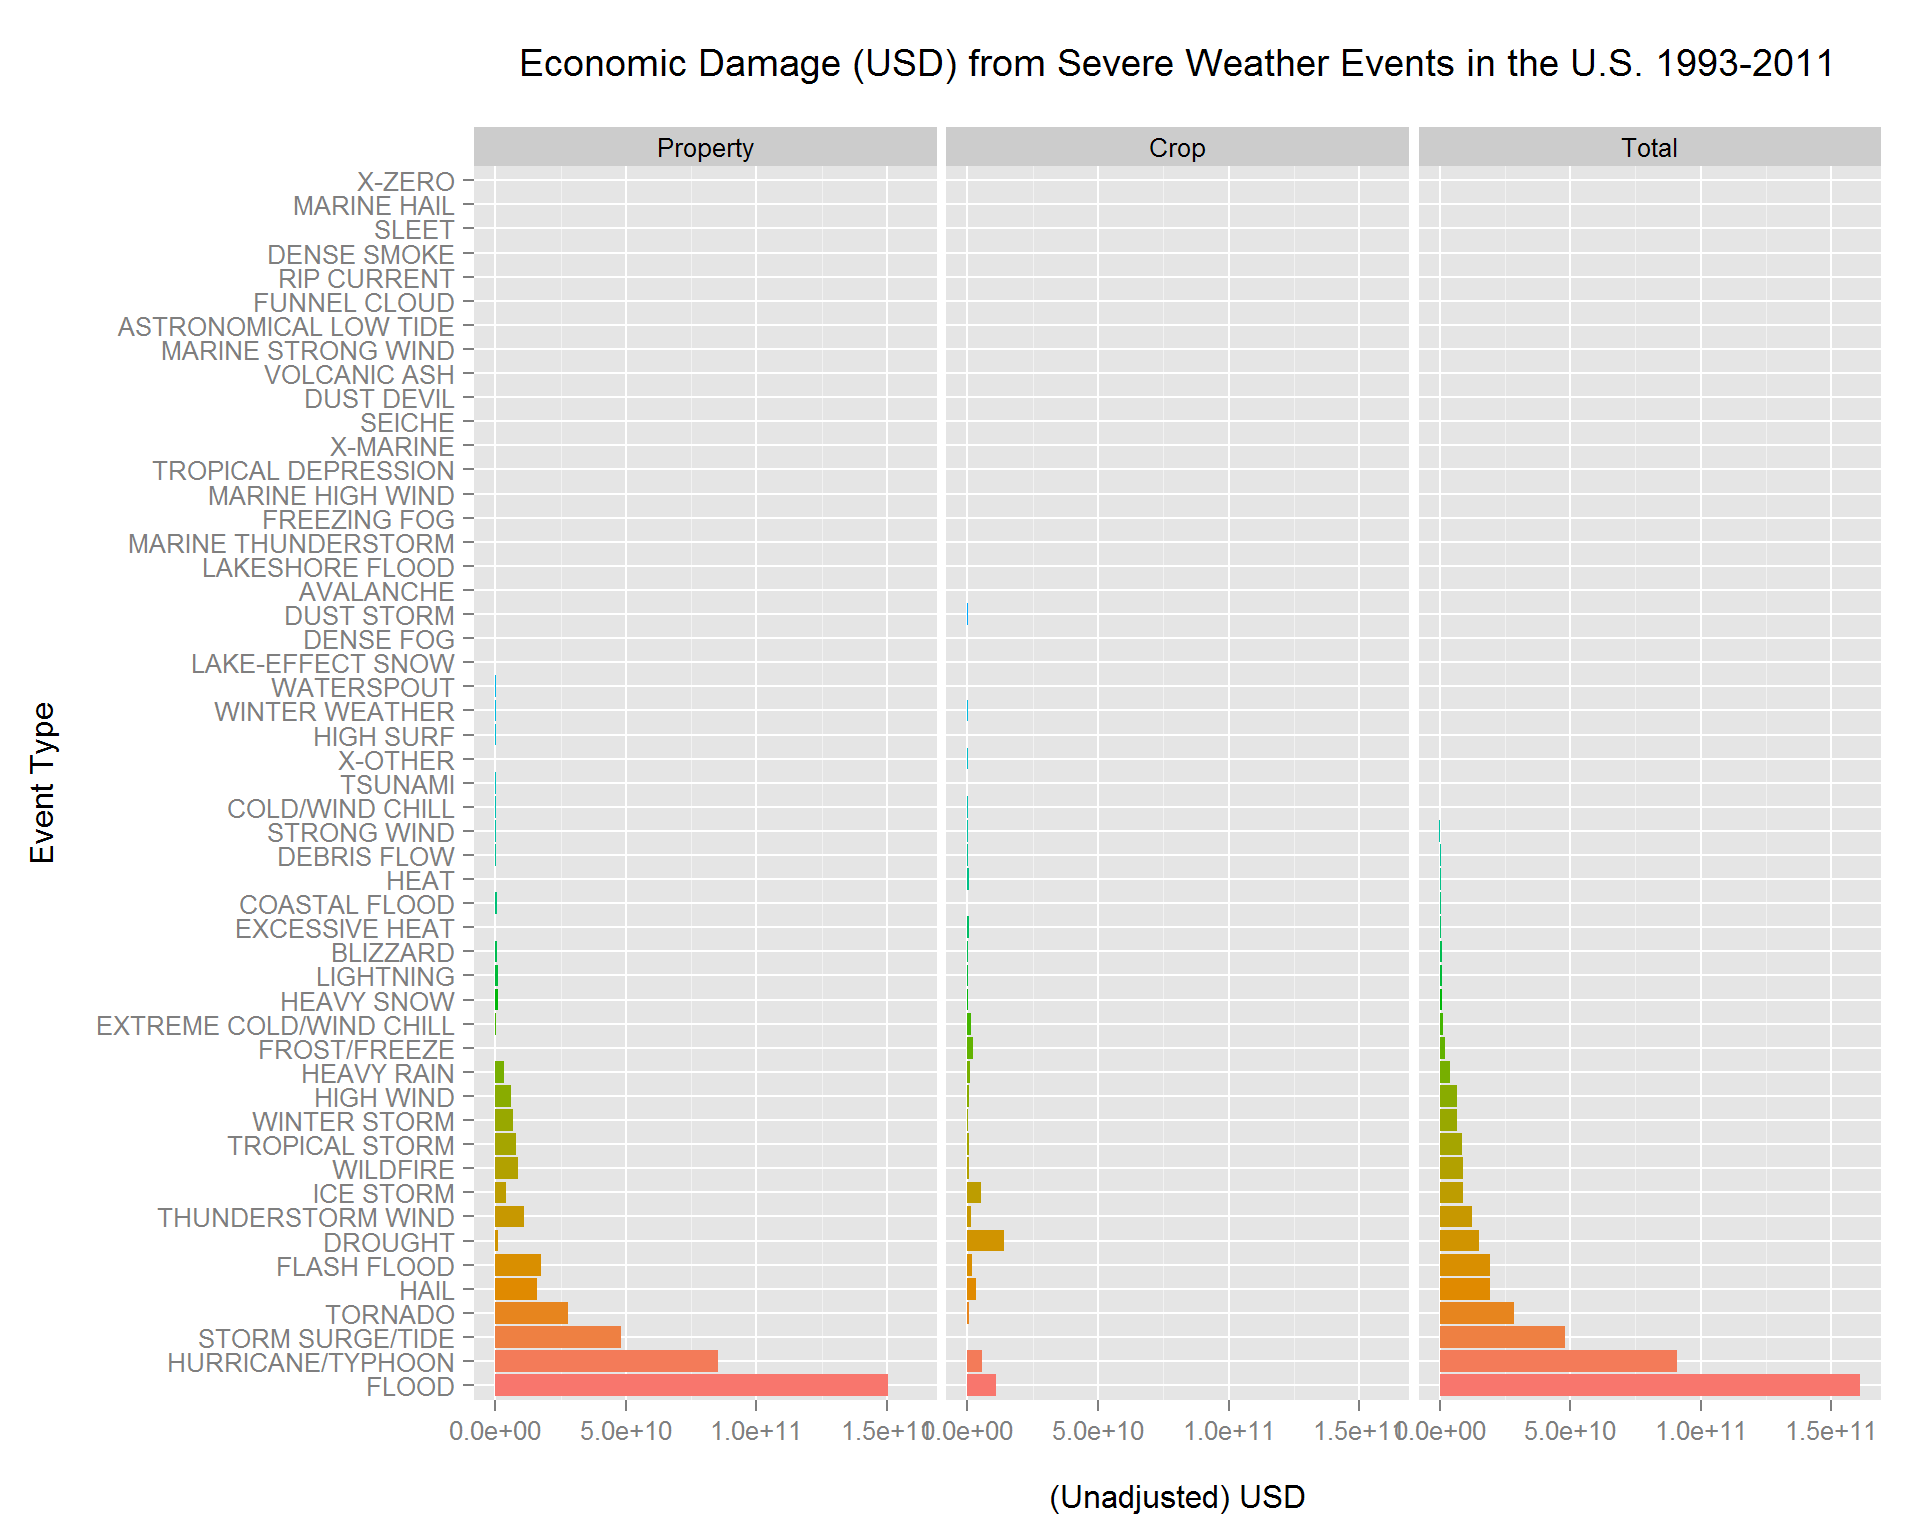 Economic Damage (USD) from Severe Weather Events in the U.S. 1993-2011
Property
Crop
Total
X-ZERO
MARINE HAIL
SLEET
DENSE SMOKE
RIP CURRENT
FUNNEL CLOUD
ASTRONOMICAL LOW TIDE
MARINE STRONG WIND
VOLCANIC ASH
DUST DEVIL
SEICHE
X-MARINE
TROPICAL DEPRESSION
MARINE HIGH WIND
FREEZING FOG
MARINE THUNDERSTORM
LAKESHORE FLOOD
AVALANCHE
DUST STORM
DENSE FOG
LAKE-EFFECT SNOW
WATERSPOUT
WINTER WEATHER
HIGH SURF
X-OTHER
TSUNAMI
COLD/WIND CHILL
STRONG WIND
DEBRIS FLOW
HEAT
COASTAL FLOOD
EXCESSIVE HEAT
BLIZZARD
LIGHTNING
HEAVY SNOW
EXTREME COLD/WIND CHILL
FROST/FREEZE
HEAVY RAIN
HIGH WIND
WINTER STORM
TROPICAL STORM
WILDFIRE
ICE STORM
THUNDERSTORM WIND
DROUGHT
FLASH FLOOD
HAIL
TORNADO
STORM SURGE/TIDE
HURRICANE/TYPHOON
FLOOD
Event Type
0.0e+00 5.0e+10 1.0e+11 1.5e+11 0.0e+00 5.0e+10 1.0e+11 1.5e+11 0.0e+00 5.0e+10 1.0e+11 1.5e+11
(Unadjusted) USD